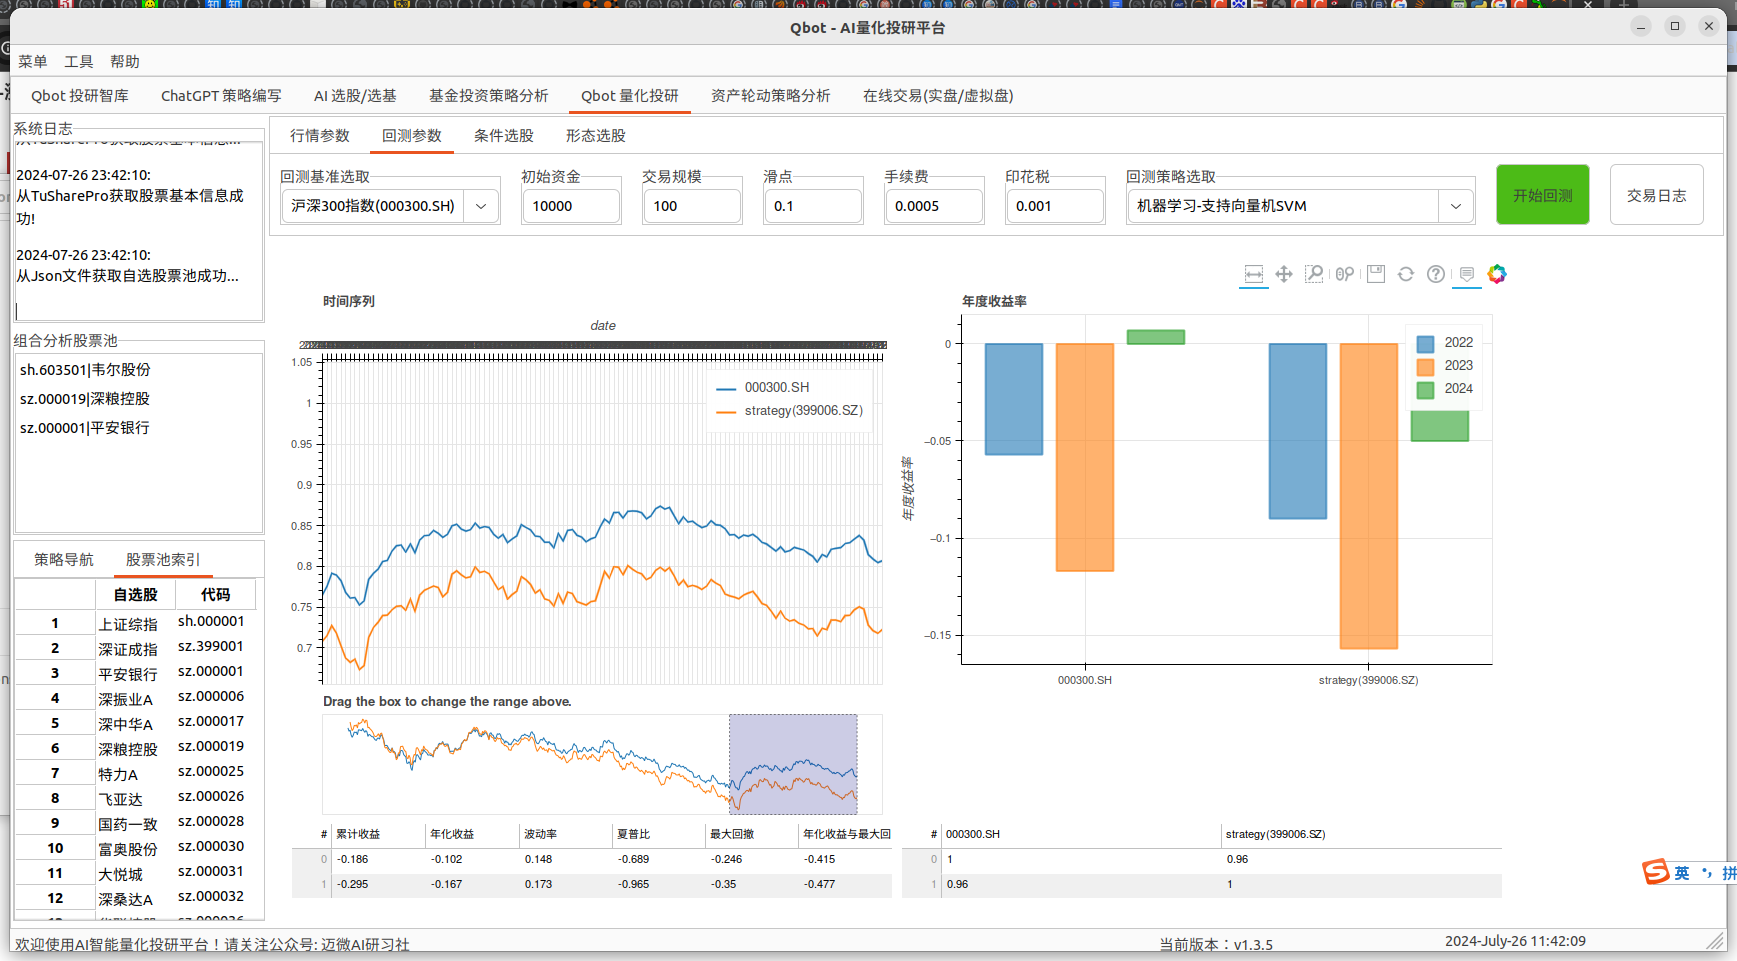 Qbot - AI量化投研平台
菜单 工具 帮助
Qbot 投研智库 ChatGPT 策略编写 AI 选股/选基 基金投资策略分析 Qbot 量化投研 资产轮动策略分析 在线交易(实盘/虚拟盘)
系统日志
从TuSharePro获取股票基本信息...
2024-07-26 23:42:10:
从TuSharePro获取股票基本信息成
功!
2024-07-26 23:42:10:
从Json文件获取自选股票池成功...
组合分析股票池
sh.603501|韦尔股份
sz.000019|深粮控股
sz.000001|平安银行
策略导航 股票池索引
自选股 代码
1 上证综指 sh.000001
2 深证成指 sz.399001
3 平安银行 sz.000001
4 深振业A sz.000006
5 深中华A sz.000017
6 深粮控股 sz.000019
7 特力A sz.000025
8 飞亚达 sz.000026
9 国药一致 sz.000028
10 富奥股份 sz.000030
11 大悦城 sz.000031
12 深桑达A sz.000032
行情参数 回测参数 条件选股 形态选股
回测基准选取 初始资金 交易规模 滑点 手续费 印花税 回测策略选取
沪深300指数(000300.SH) 10000 100 0.1 0.0005 0.001 机器学习-支持向量机SVM
开始回测 交易日志
时间序列
date
1.05
1
0.95
0.9
0.85
0.8
0.75
0.7
000300.SH
strategy(399006.SZ)
Drag the box to change the range above.
年度收益率
年度收益率
0
−0.05
−0.1
−0.15
2022
2023
2024
000300.SH strategy(399006.SZ)
# 累计收益 年化收益 波动率 夏普比 最大回撤 年化收益与最大回
0 -0.186 -0.102 0.148 -0.689 -0.246 -0.415
1 -0.295 -0.167 0.173 -0.965 -0.35 -0.477
# 000300.SH strategy(399006.SZ)
0 1 0.96
1 0.96 1
英 拼
欢迎使用AI智能量化投研平台！请关注公众号: 迈微AI研习社
当前版本：v1.3.5
2024-July-26 11:42:09